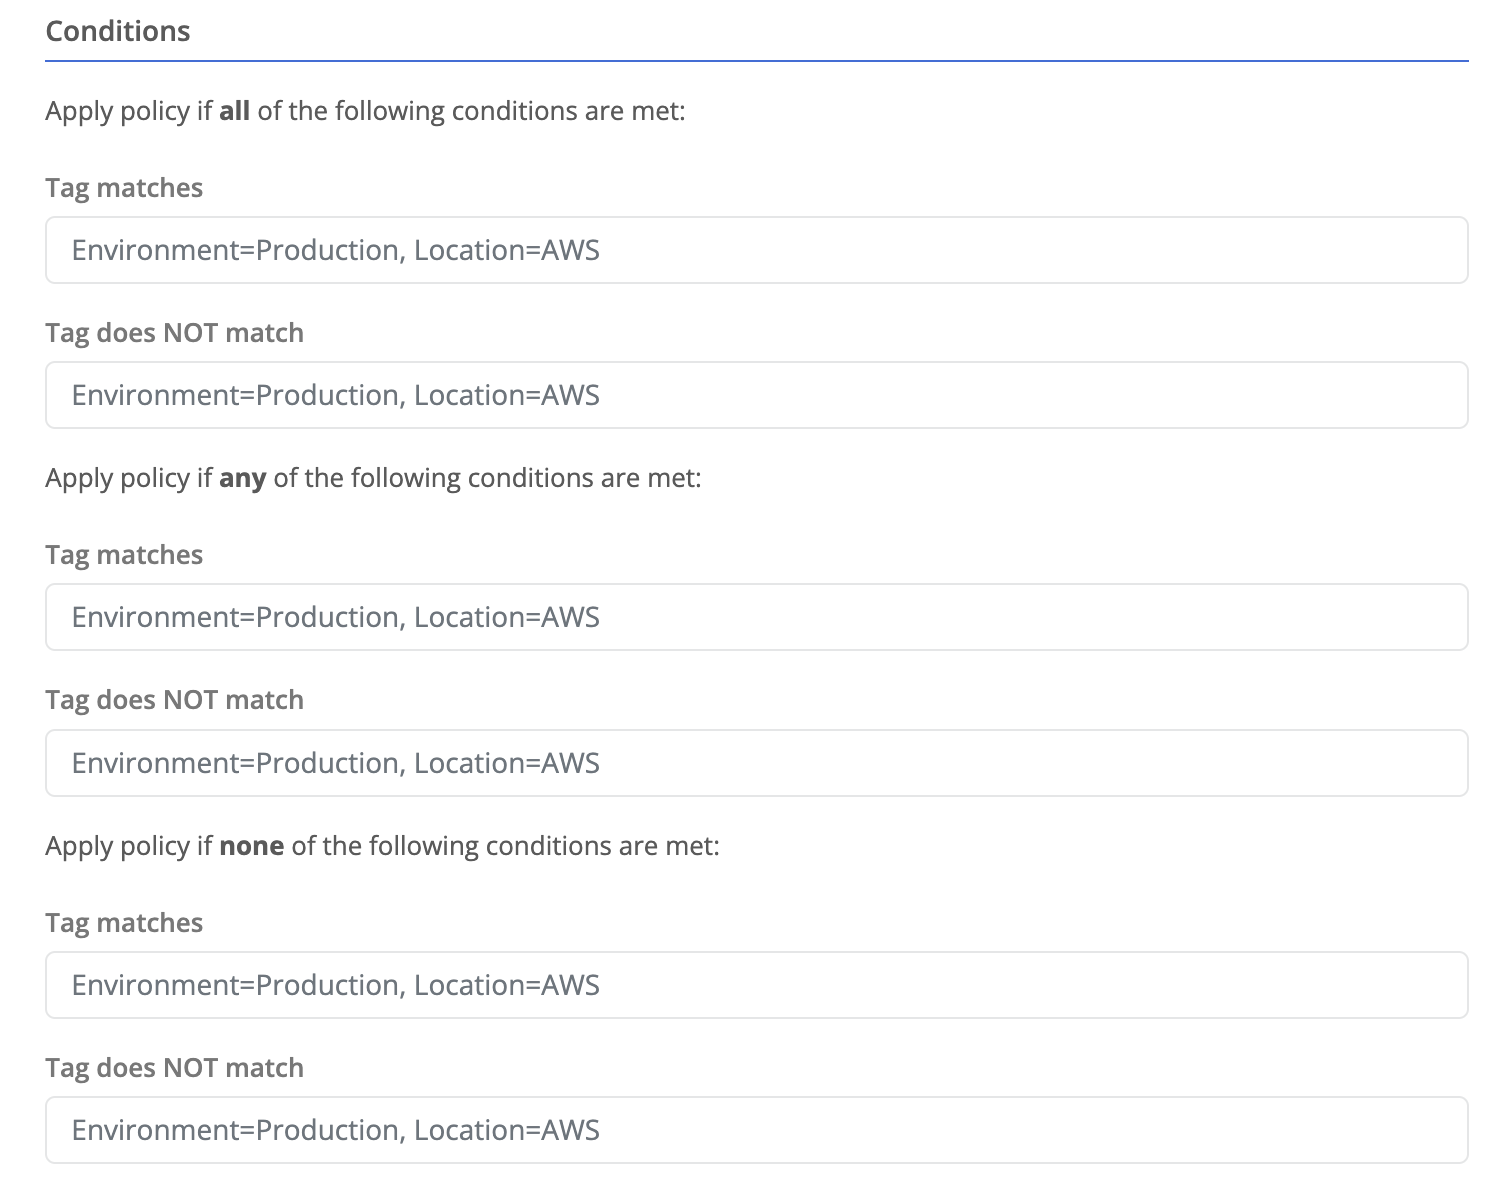 Conditions
Apply policy if all of the following conditions are met:
Tag matches
Environment=Production, Location=AWS
Tag does NOT match
Environment=Production, Location=AWS
Apply policy if any of the following conditions are met:
Tag matches
Environment=Production, Location=AWS
Tag does NOT match
Environment=Production, Location=AWS
Apply policy if none of the following conditions are met:
Tag matches
Environment=Production, Location=AWS
Tag does NOT match
Environment=Production, Location=AWS